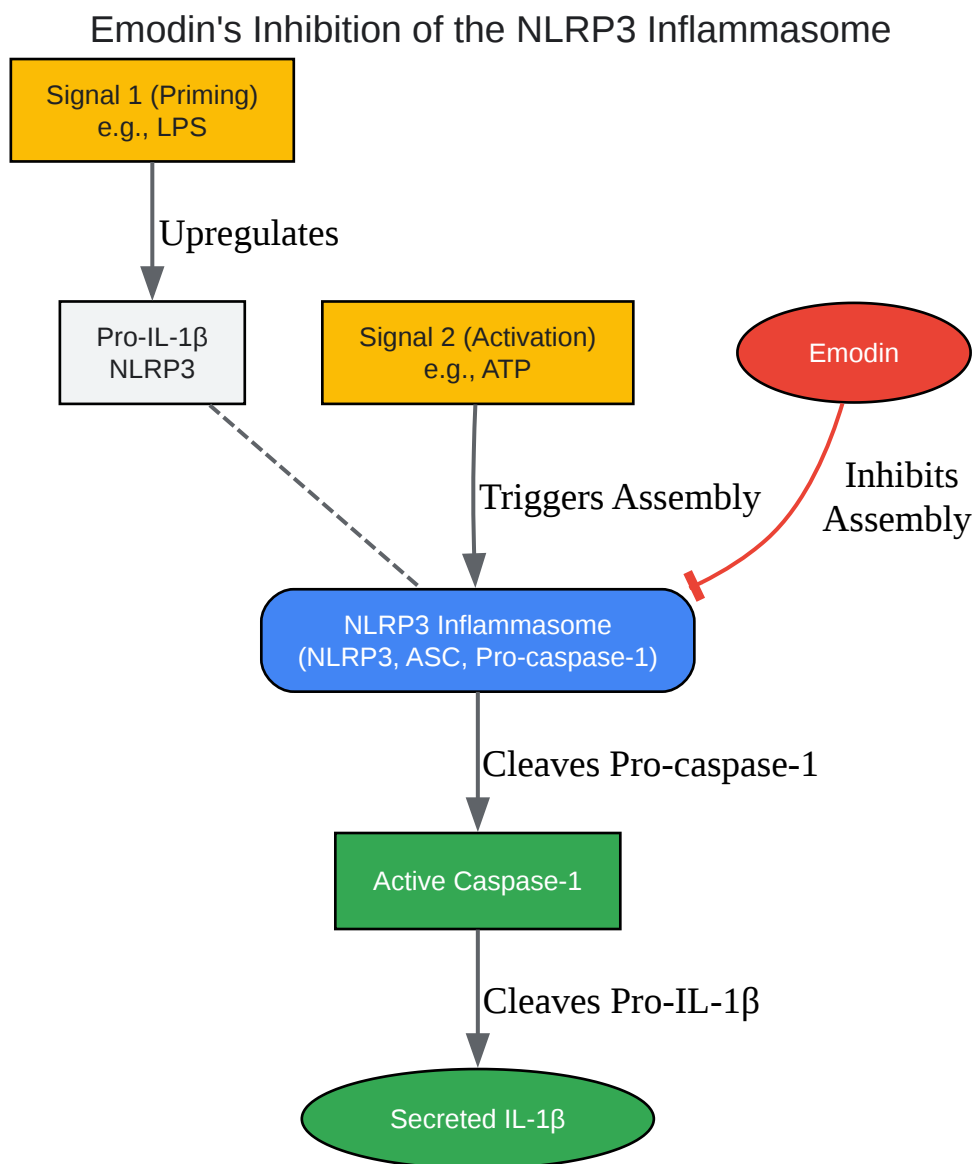 Emodin's Inhibition of the NLRP3 Inflammasome
Signal 1 (Priming)
e.g., LPS
Upregulates
Pro-IL-1β
NLRP3
Signal 2 (Activation)
e.g., ATP
Emodin
Triggers Assembly
Inhibits
Assembly
NLRP3 Inflammasome
(NLRP3, ASC, Pro-caspase-1)
Cleaves Pro-caspase-1
Active Caspase-1
Cleaves Pro-IL-1β
Secreted IL-1β